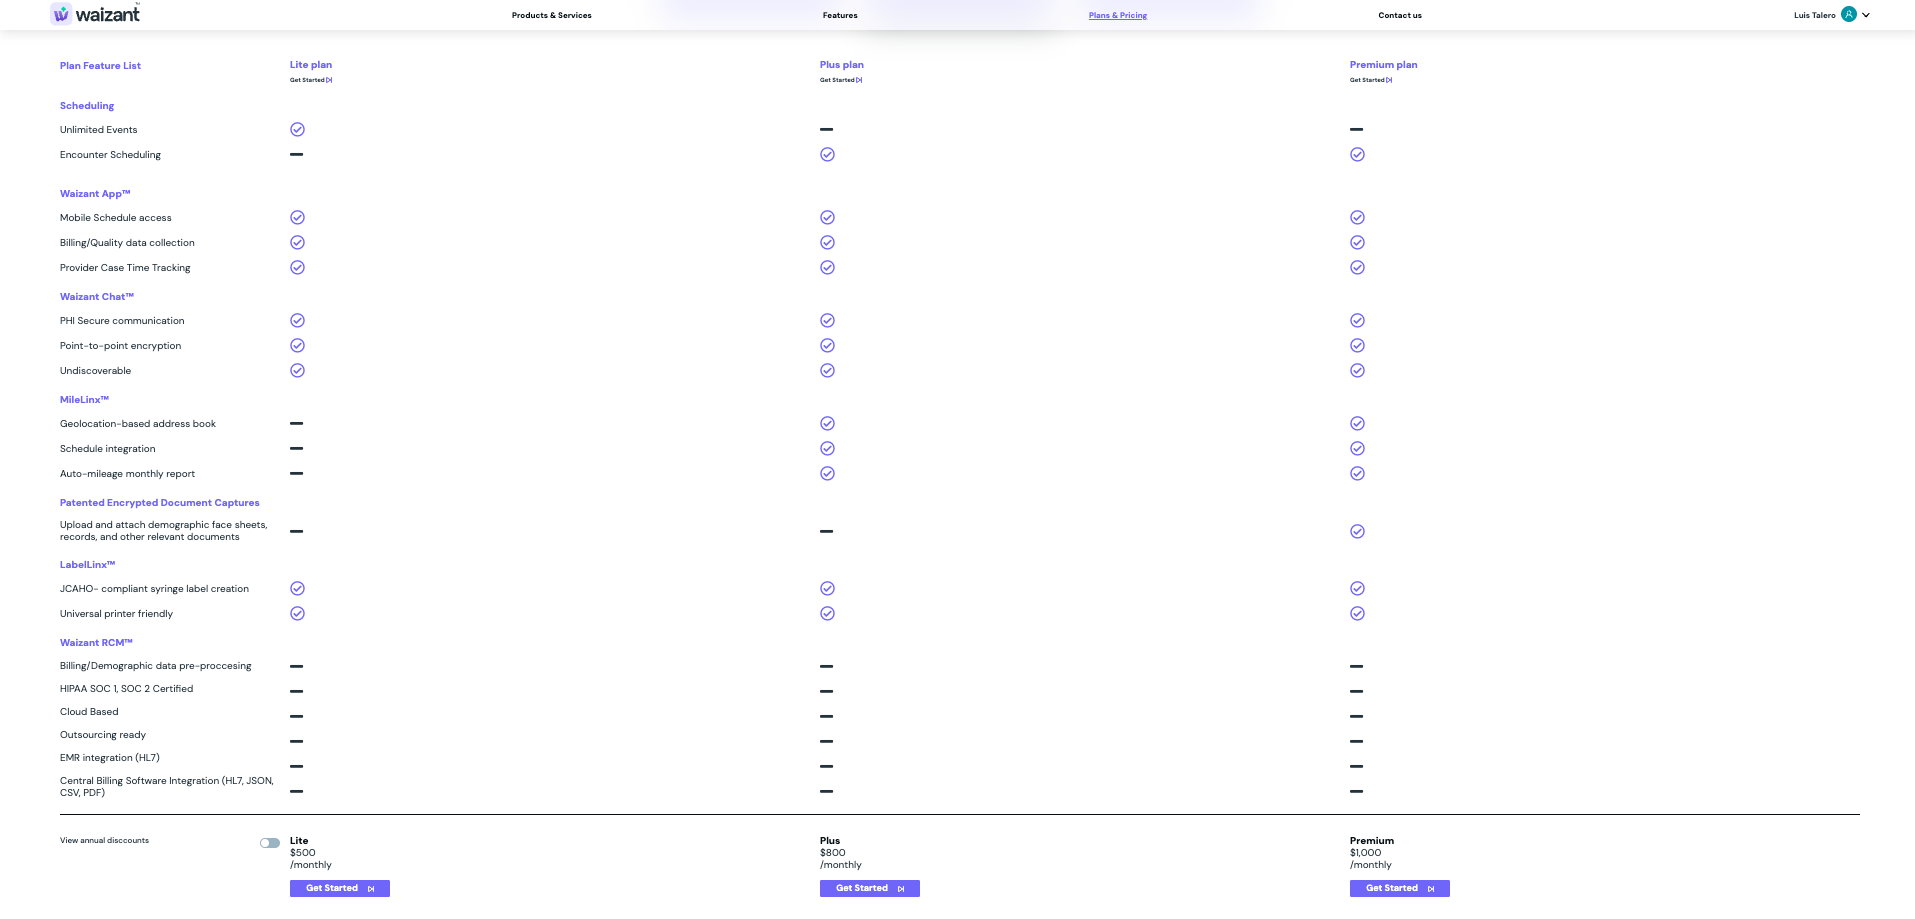 waizant
Products & Services
Features
Plans & Pricing
Contact us
Luis Talero
Plan Feature List
Lite plan
Plus plan
Premium plan
Get Started
Get Started
Get Started
Scheduling
Unlimited Events
Encounter Scheduling
Waizant App™
Mobile Schedule access
Billing/Quality data collection
Provider Case Time Tracking
Waizant Chat™
PHI Secure communication
Point-to-point encryption
Undiscoverable
MileLinx™
Geolocation-based address book
Schedule integration
Auto-mileage monthly report
Patented Encrypted Document Captures
Upload and attach demographic face sheets,
records, and other relevant documents
LabelLinx™
JCAHO- compliant syringe label creation
Universal printer friendly
Waizant RCM™
Billing/Demographic data pre-proccesing
HIPAA SOC 1, SOC 2 Certified
Cloud Based
Outsourcing ready
EMR integration (HL7)
Central Billing Software Integration (HL7, JSON,
CSV, PDF)
View annual disccounts
Lite
$500
/monthly
Get Started
Plus
$800
/monthly
Get Started
Premium
$1,000
/monthly
Get Started